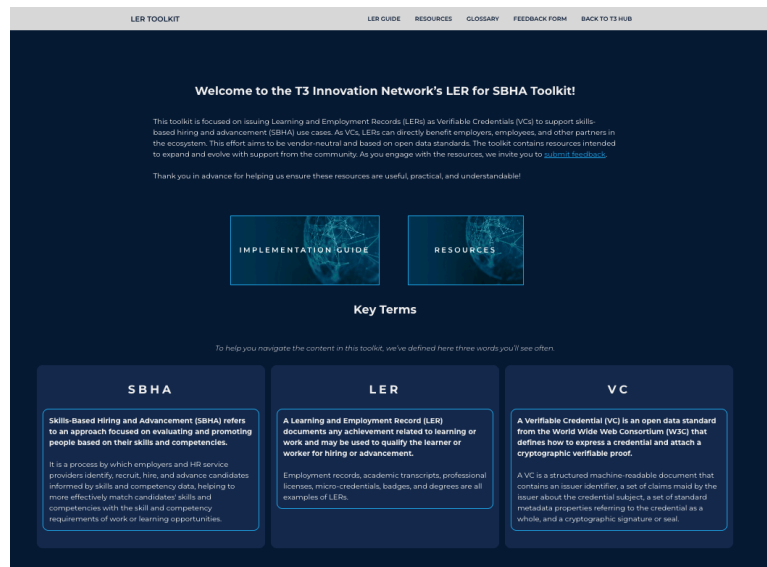 LER TOOLKIT
LER GUIDE RESOURCES GLOSSARY FEEDBACK FORM BACK TO T3 HUB
Welcome to the T3 Innovation Network's LER for SBHA Toolkit!
This toolkit is focused on issuing Learning and Employment Records (LERs) as Verifiable Credentials (VCs) to support skills-
based hiring and advancement (SBHA) use cases. As VCs, LERs can directly benefit employers, employees, and other partners in
the ecosystem. This effort aims to be vendor-neutral and based on open data standards. The toolkit contains resources intended
to expand and evolve with support from the community. As you engage with the resources, we invite you to submit feedback.
Thank you in advance for helping us ensure these resources are useful, practical, and understandable!
IMPLEMENTATION GUIDE
RESOURCES
Key Terms
To help you navigate the content in this toolkit, we've defined here three words you'll see often.
SBHA
Skills-Based Hiring and Advancement (SBHA) refers
to an approach focused on evaluating and promoting
people based on their skills and competencies.
It is a process by which employers and HR service
providers identify, recruit, hire, and advance candidates
informed by skills and competency data, helping to
more effectively match candidates' skills and
competencies with the skill and competency
requirements of work or learning opportunities.
LER
A Learning and Employment Record (LER)
documents any achievement related to learning or
work and may be used to qualify the learner or
worker for hiring or advancement.
Employment records, academic transcripts, professional
licenses, micro-credentials, badges, and degrees are all
examples of LERs.
VC
A Verifiable Credential (VC) is an open data standard
from the World Wide Web Consortium (W3C) that
defines how to express a credential and attach a
cryptographic verifiable proof.
A VC is a structured machine-readable document that
contains an issuer identifier, a set of claims maid by the
issuer about the credential subject, a set of standard
metadata properties referring to the credential as a
whole, and a cryptographic signature or seal.